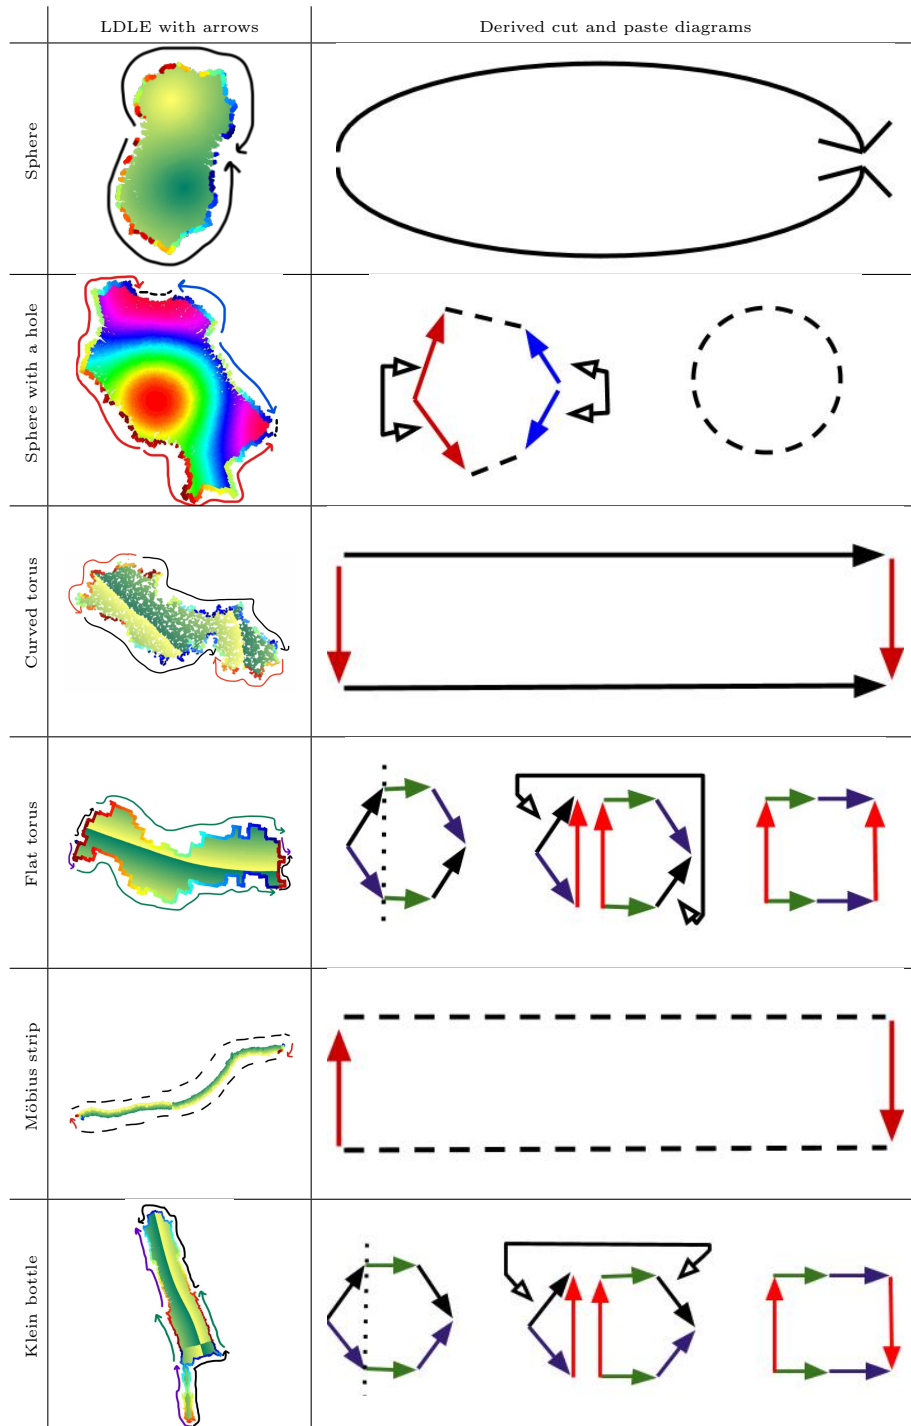 LDLE with arrows
Derived cut and paste diagrams
Sphere
Sphere with a hole
Curved torus
Flat torus
Möbius strip
Klein bottle